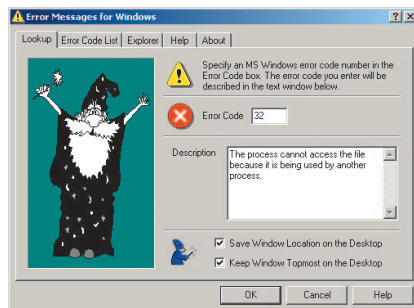 Error Messages for Windows
Lookup Error Code List Explorer Help About
Specify an MS Windows error code number in the
Error Code box. The error code you enter will be
described in the text window below.
Error Code 32
Description
The process cannot access the file
because it is being used by another
process.
Save Window Location on the Desktop
Keep Window Topmost on the Desktop
OK Cancel Help